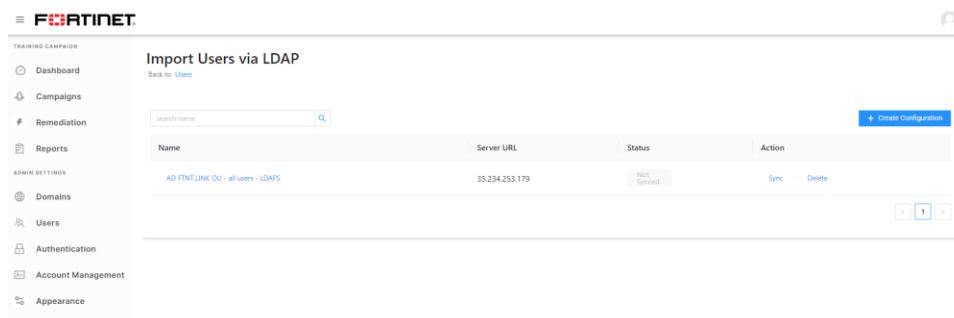 FORTINET
TRAINING CAMPAIGN
Dashboard
Campaigns
Remediation
Reports
ADMIN SETTINGS
Domains
Users
Authentication
Account Management
Appearance
Import Users via LDAP
Back to Users
search name
+ Create Configuration
Name Server URL Status Action
AD FTNT.LINK OU - all users - LDAPS 35.234.253.179 Not Synced Sync Delete
< 1 >